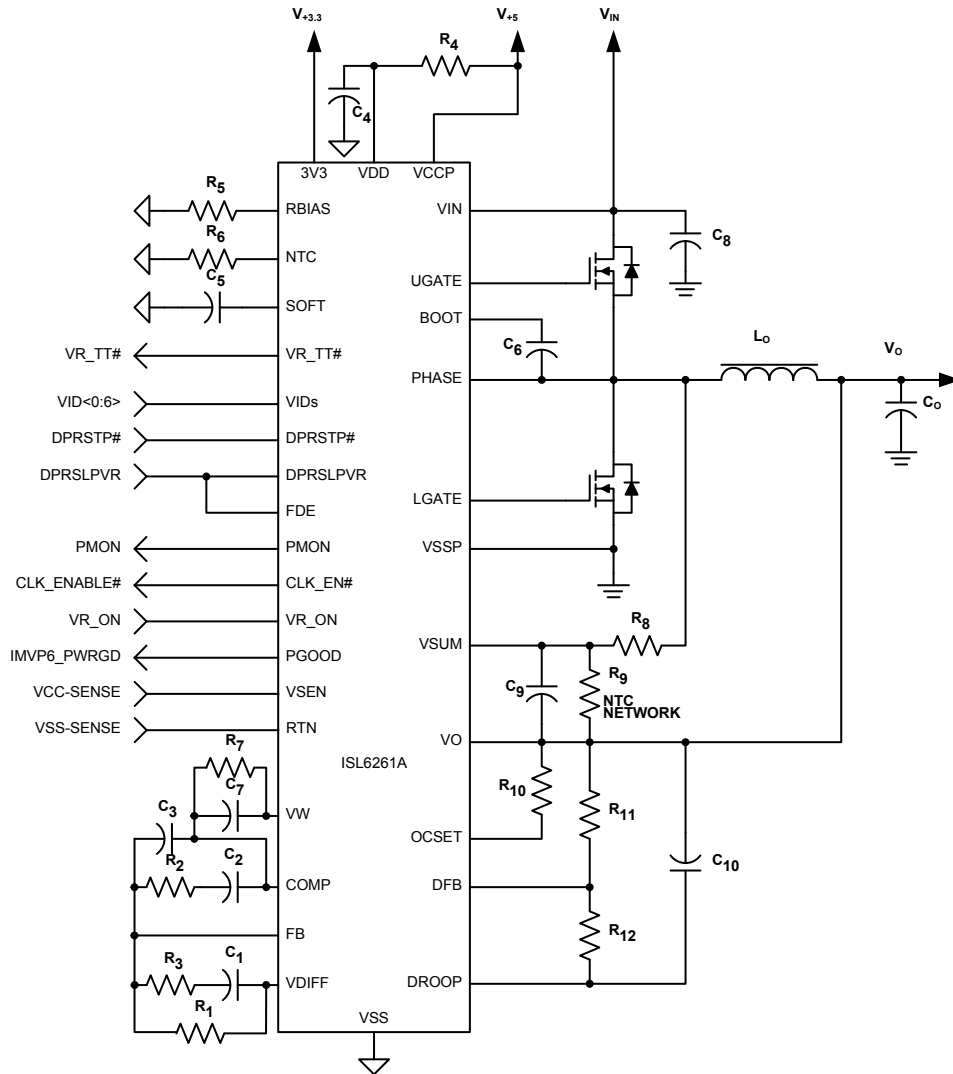 V+3.3
V+5
VIN
R4
C4
3V3
VDD
VCCP
R5
RBIAS
VIN
C8
R6
NTC
C5
UGATE
SOFT
BOOT
C6
LO
VO
VR_TT#
VR_TT#
PHASE
CO
VID<0:6>
VIDs
DPRSTP#
DPRSTP#
DPRSLPVR
DPRSLPVR
LGATE
FDE
PMON
PMON
VSSP
CLK_ENABLE#
CLK_EN#
VR_ON
VR_ON
R8
VSUM
IMVP6_PWRGD
PGOOD
R9
VCC-SENSE
VSEN
C9
NTC
NETWORK
VSS-SENSE
RTN
VO
R7
ISL6261A
R10
C7
R11
C3
VW
OCSET
R2
C2
C10
COMP
DFB
FB
R12
R3
C1
VDIFF
DROOP
R1
VSS